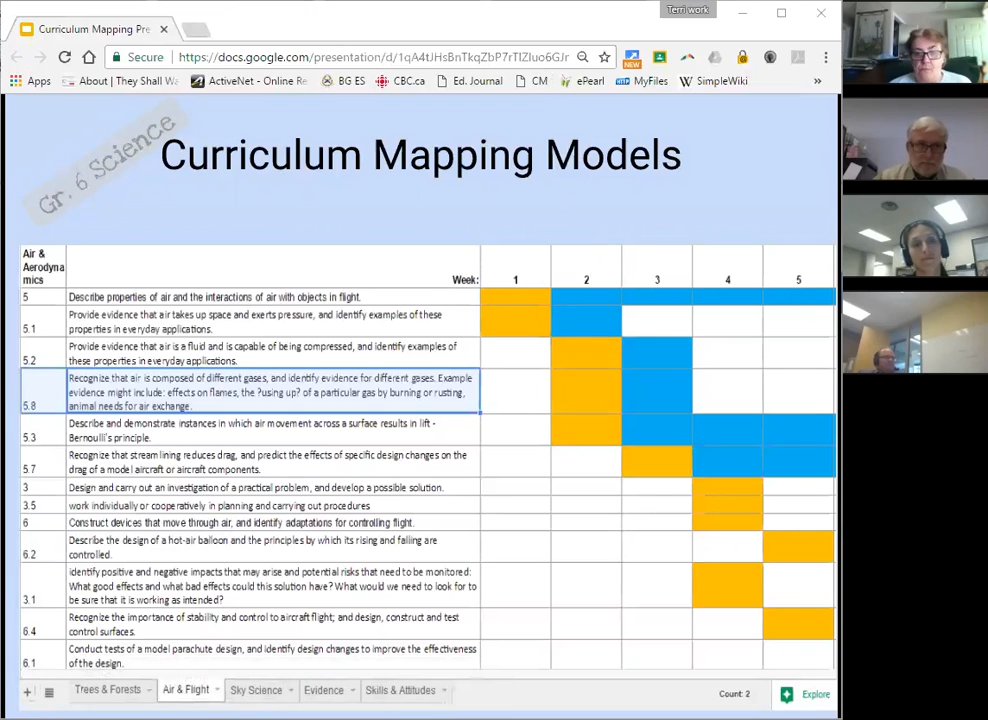 Terri work
Curriculum Mapping Pre
Secure https://docs.google.com/presentation/d/1qA4tJHsBnTkqZbP7rTIZIuo6GJr
NEW
Apps About | They Shall Wa ActiveNet - Online Re BG ES CBC.ca Ed. Journal CM ePearl MyFiles SimpleWiki »
Gr. 6 Science
Curriculum Mapping Models
Air &
Aerodyna
mics Week: 1 2 3 4 5
5 Describe properties of air and the interactions of air with objects in flight.
Provide evidence that air takes up space and exerts pressure, and identify examples of these
5.1 properties in everyday applications.
Provide evidence that air is a fluid and is capable of being compressed, and identify examples of
5.2 these properties in everyday applications.
Recognize that air is composed of different gases, and identify evidence for different gases. Example
evidence might include: effects on flames, the ?using up? of a particular gas by burning or rusting,
5.8 animal needs for air exchange.
Describe and demonstrate instances in which air movement across a surface results in lift -
5.3 Bernoulli's principle.
Recognize that streamlining reduces drag, and predict the effects of specific design changes on the
5.7 drag of a model aircraft or aircraft components.
3 Design and carry out an investigation of a practical problem, and develop a possible solution.
3.5 work individually or cooperatively in planning and carrying out procedures
6 Construct devices that move through air, and identify adaptations for controlling flight.
Describe the design of a hot-air balloon and the principles by which its rising and falling are
6.2 controlled.
identify positive and negative impacts that may arise and potential risks that need to be monitored:
What good effects and what bad effects could this solution have? What would we need to look for to
3.1 be sure that it is working as intended?
Recognize the importance of stability and control to aircraft flight; and design, construct and test
6.4 control surfaces.
Conduct tests of a model parachute design, and identify design changes to improve the effectiveness
6.1 of the design.
Trees & Forests Air & Flight Sky Science Evidence Skills & Attitudes Count: 2 Explore